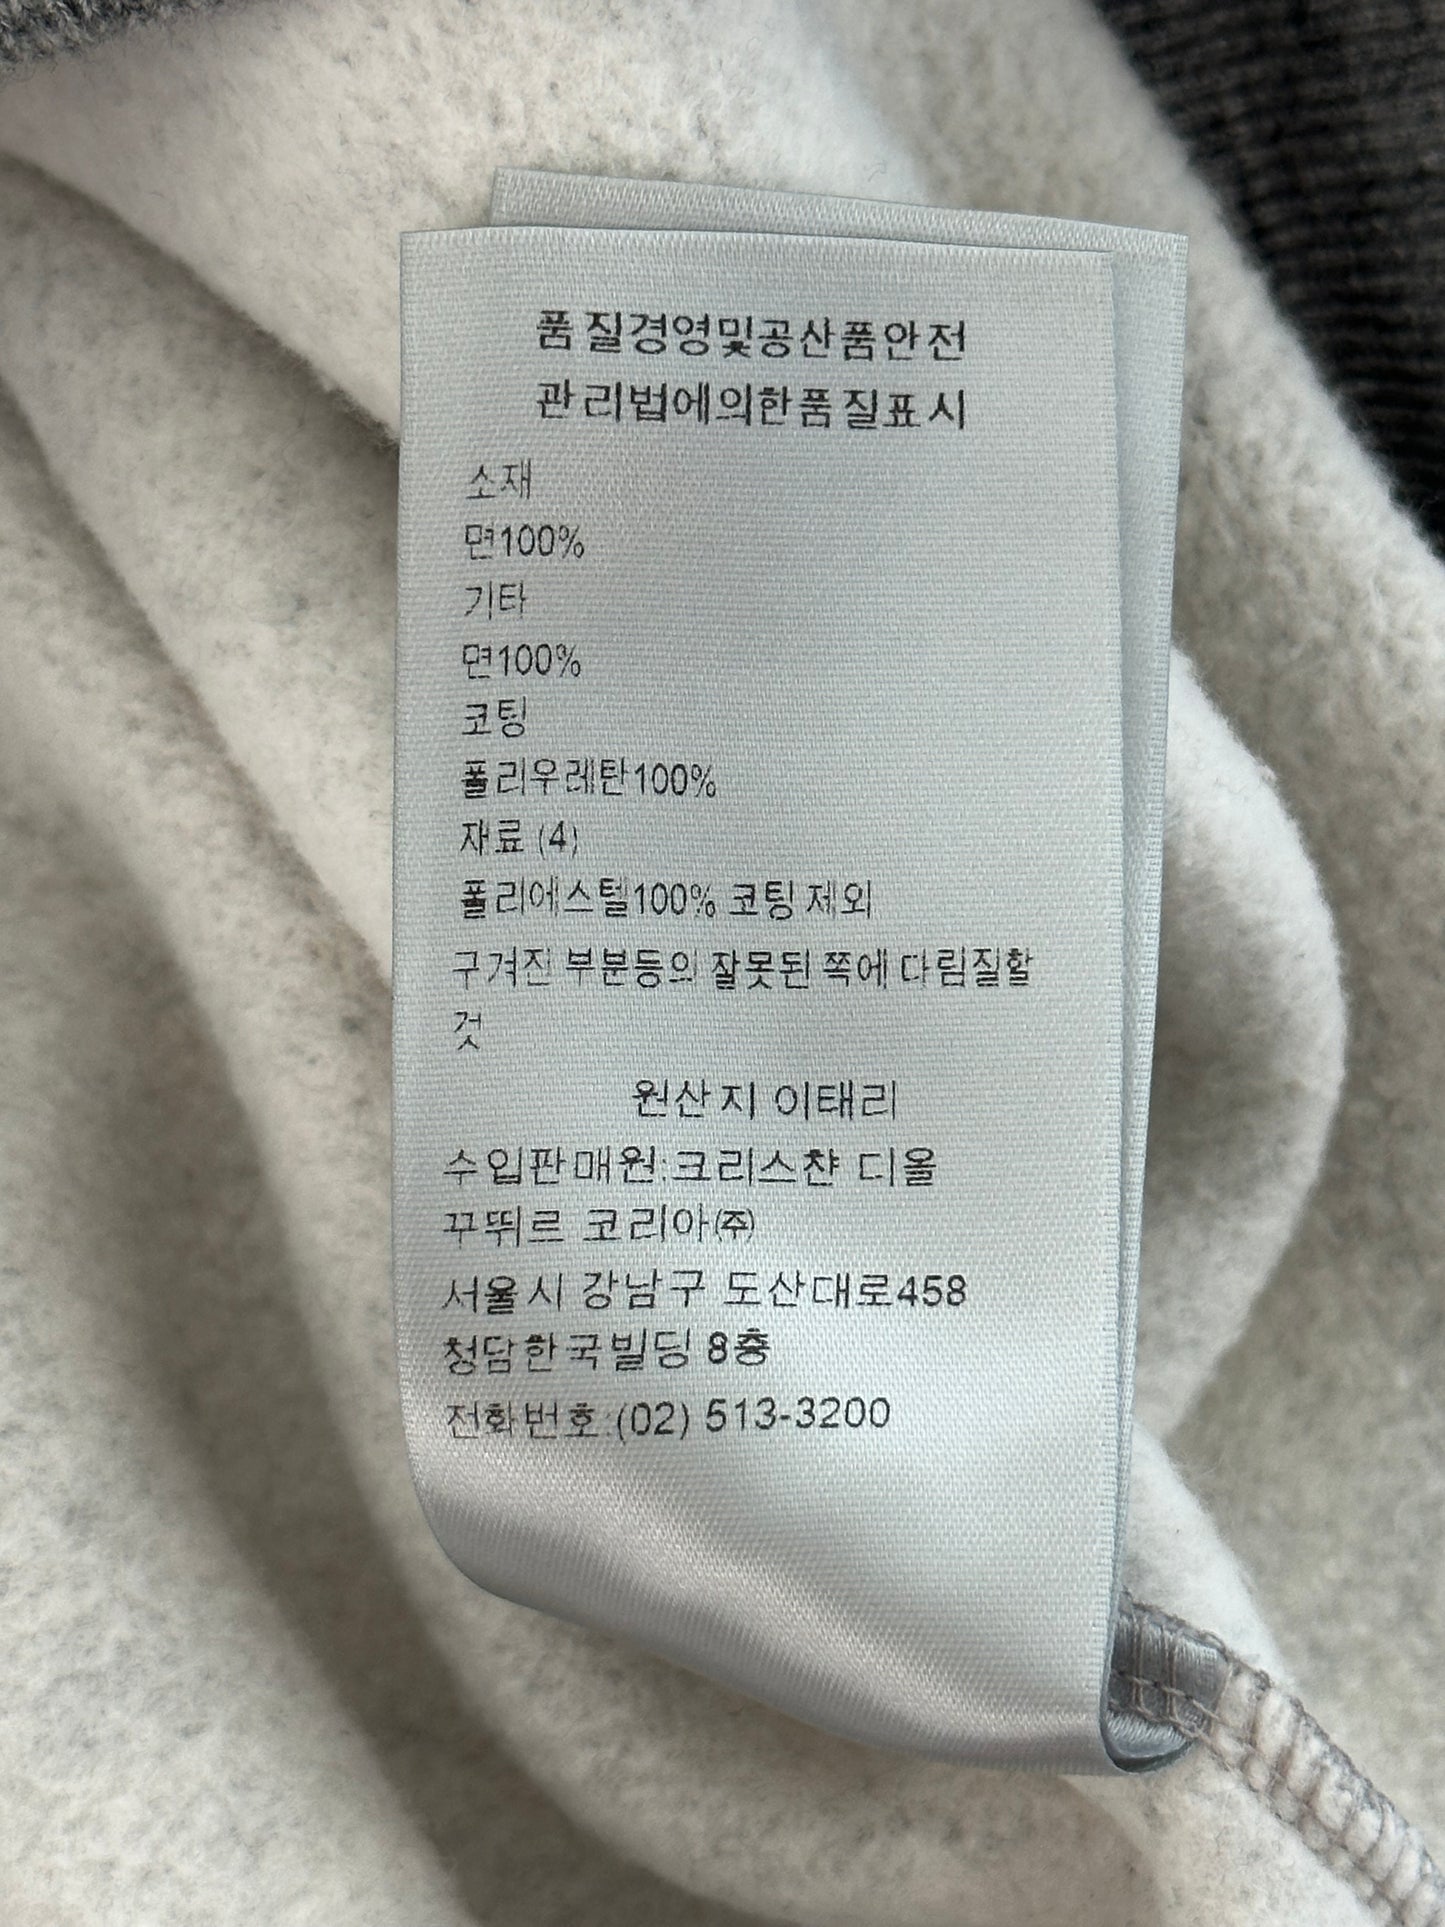 품질경영및공산품안전
관리법에의한품질표시
소재
면100%
기타
면100%
코팅
폴리우레탄100%
재료 (4)
폴리에스텔100% 코팅 제외
구겨진 부분등의 잘못된 쪽에 다림질할
것
원산지 이태리
수입판매원:크리스챤 디올
꾸뛰르 코리아㈜
서울시 강남구 도산대로458
청담한국빌딩 8층
전화번호:(02) 513-3200